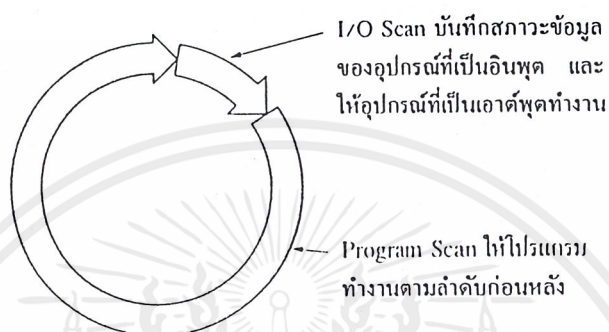 I/O Scan บันทึกสภาวะข้อมูล
ของอุปกรณ์ที่เป็นอินพุต และ
ให้อุปกรณ์ที่เป็นเอาต์พุตทำงาน
Program Scan ให้โปรแกรม
ทำงานตามลำดับก่อนหลัง